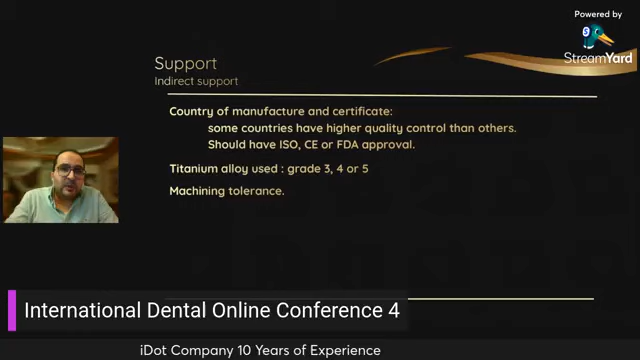 Powered by
StreamYard
Support
Indirect support
Country of manufacture and certificate:
some countries have higher quality control than others.
Should have ISO, CE or FDA approval.
Titanium alloy used : grade 3, 4 or 5
Machining tolerance.
International Dental Online Conference 4
iDot Company 10 Years of Experience